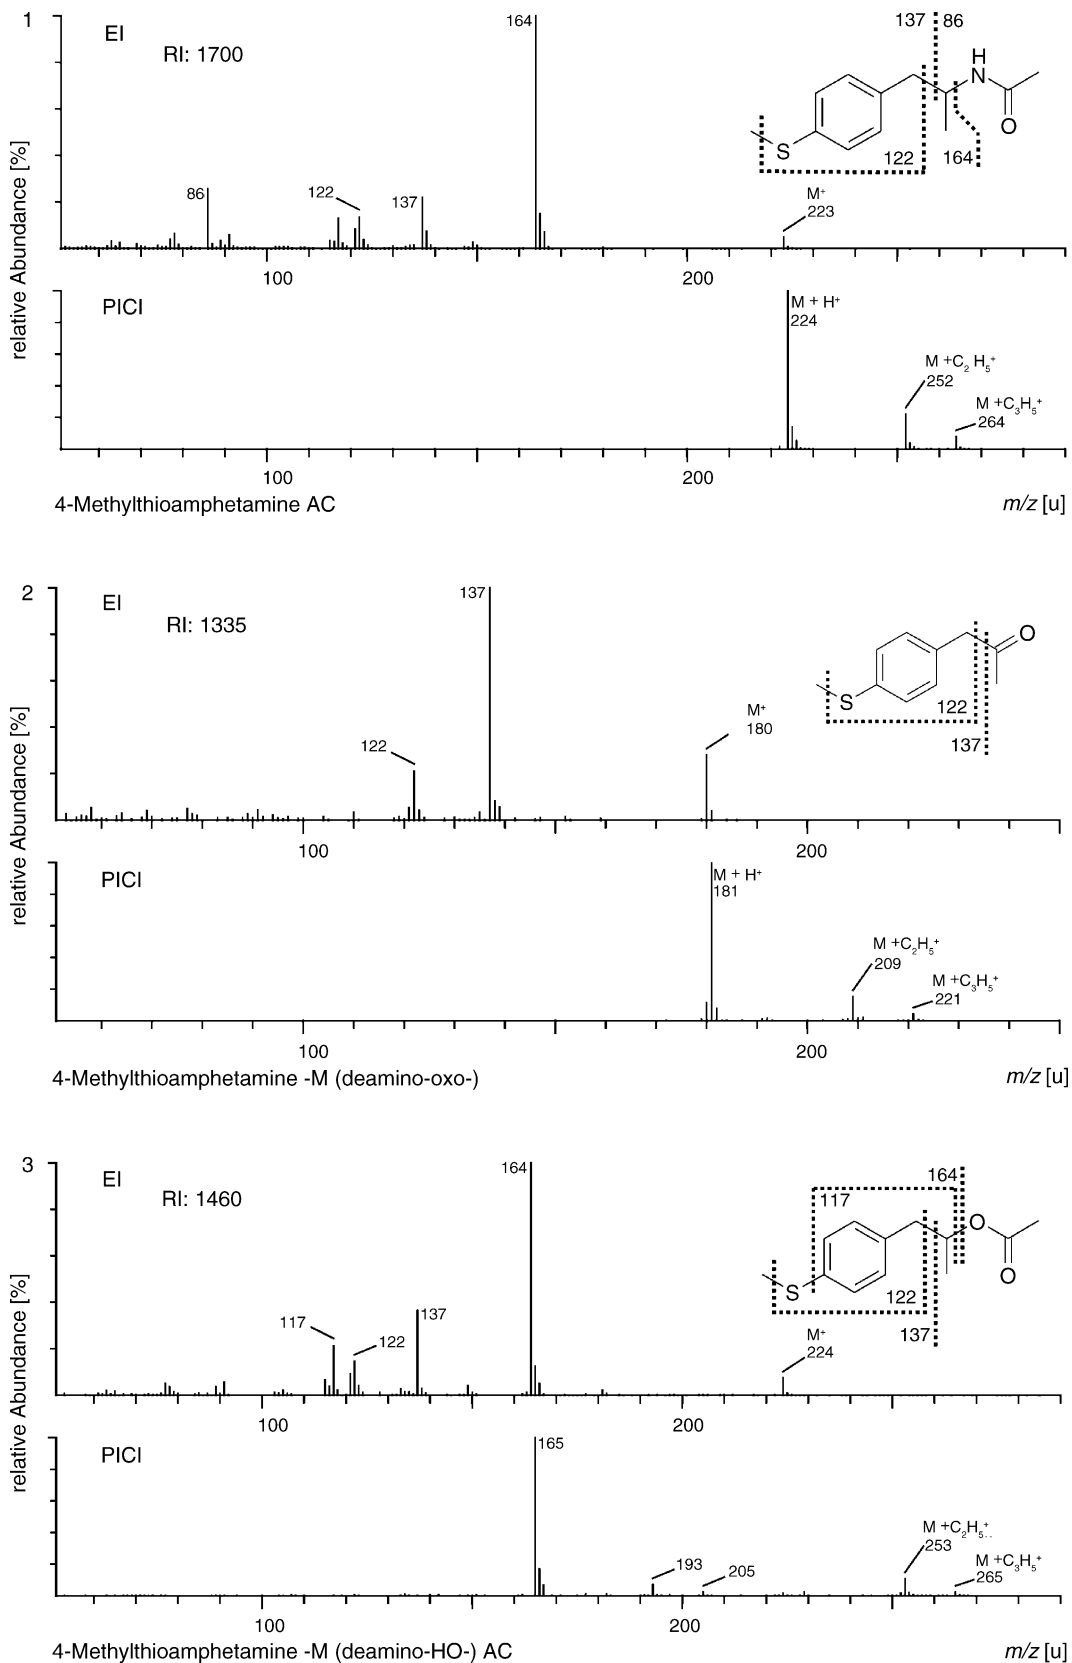 1
EI
RI: 1700
relative Abundance [%]
164
86
122
137
M+
223
137 86
H
N
O
S
122
164
100
200
PICI
M + H+
224
M +C2 H5+
252
M +C3H5+
264
100
200
4-Methylthioamphetamine AC
m/z [u]
2
EI
RI: 1335
relative Abundance [%]
137
122
M+
180
O
S
122
137
100
200
PICI
M + H+
181
M +C2H5+
209
M +C3H5+
221
100
200
4-Methylthioamphetamine -M (deamino-oxo-)
m/z [u]
3
EI
RI: 1460
relative Abundance [%]
164
117
122
137
M+
224
164
117
O
O
S
122
137
100
200
PICI
165
193
205
M +C2H5+
253
M +C3H5+
265
100
200
4-Methylthioamphetamine -M (deamino-HO-) AC
m/z [u]